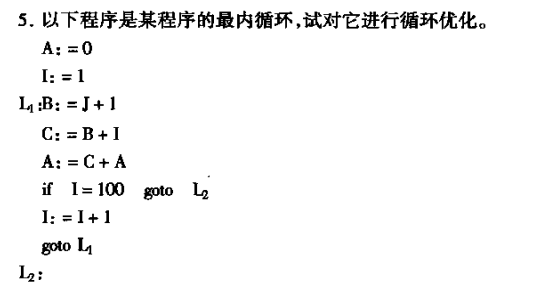 5. 以下程序是某程序的最内循环,试对它进行循环优化。
A: = 0
I: = 1
L1:B: = J + 1
C: = B + I
A: = C + A
if I = 100 goto L2
I: = I + 1
goto L1
L2: